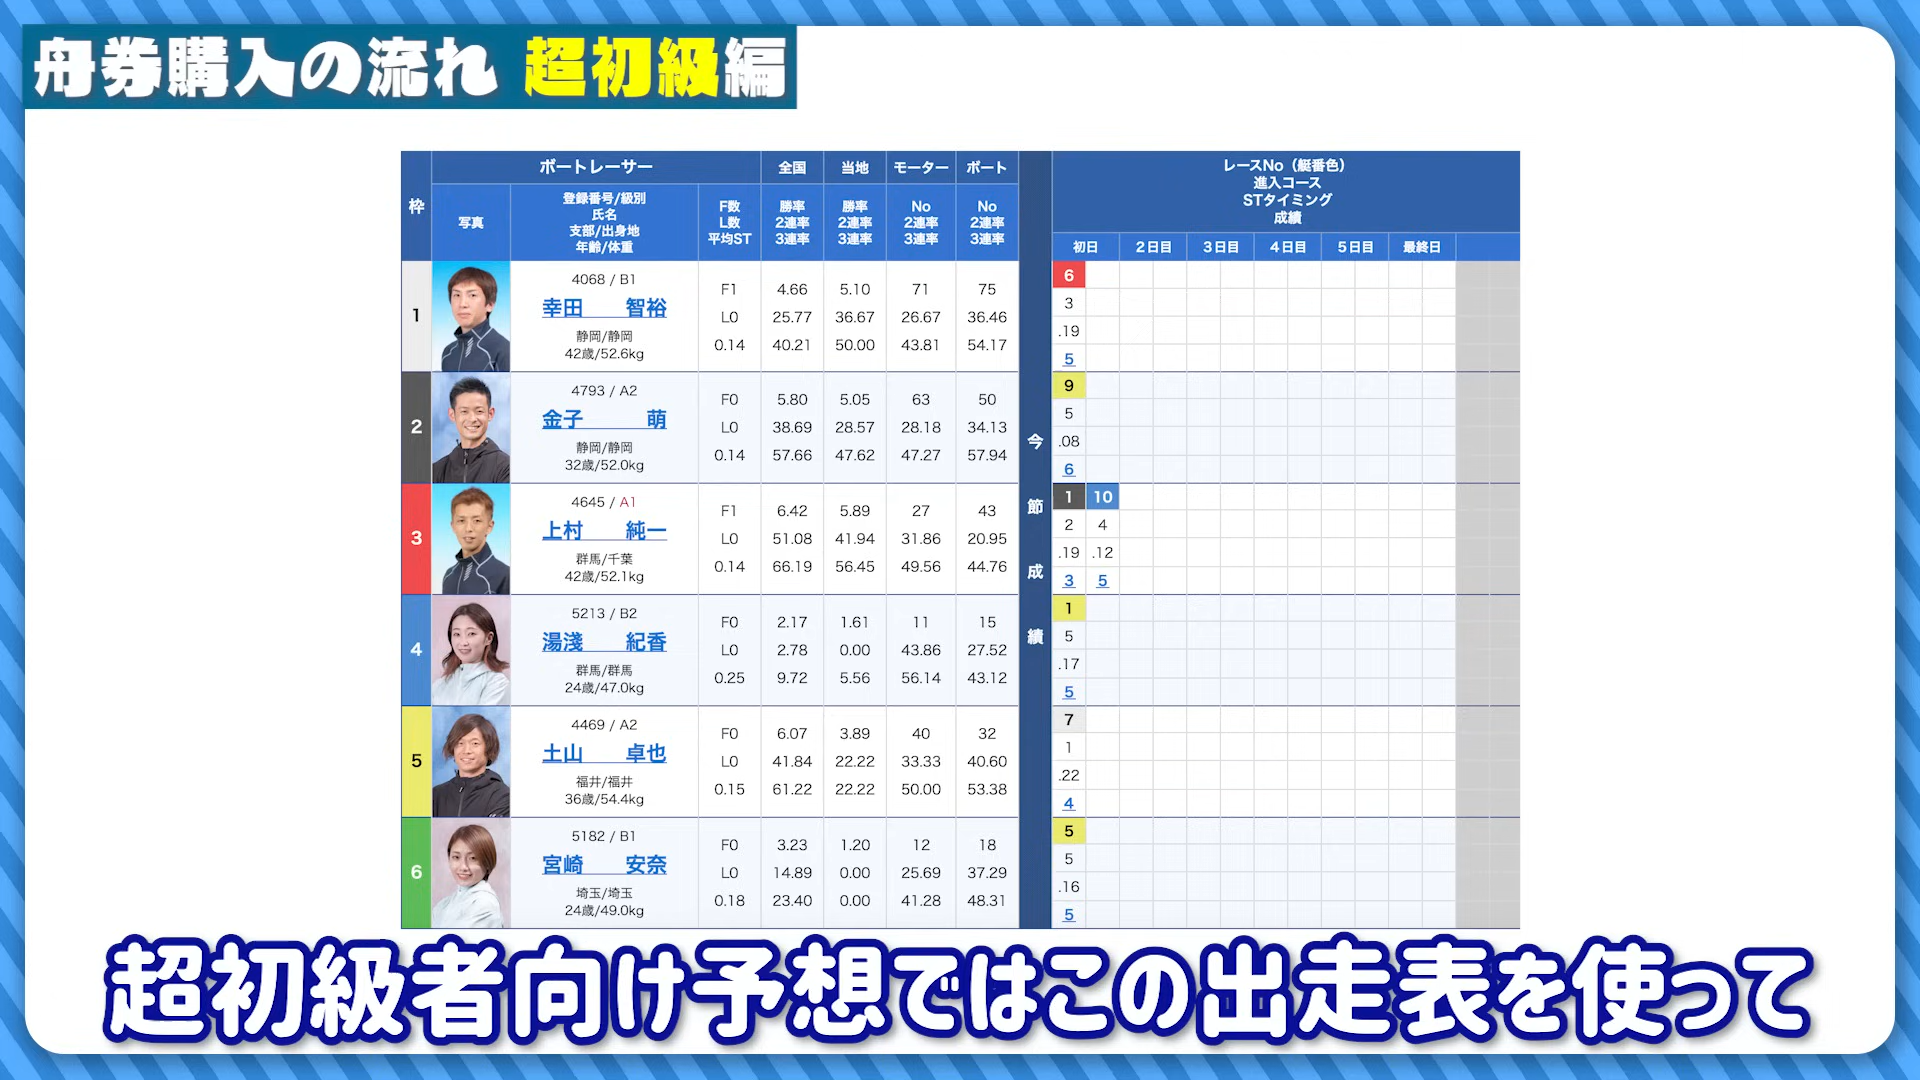 舟券購入の流れ 超初級編
枠 ボートレーサー 全国 当地 モーター ボート
写真 登録番号/級別 氏名 支部/出身地 年齢/体重 F数 L数 平均ST 勝率 2連率 3連率 勝率 2連率 3連率 No 2連率 3連率 No 2連率 3連率
レースNo（艇番色）
進入コース
STタイミング
成績
初日 2日目 3日目 4日目 5日目 最終日
今節成績
1
4068 / B1
幸田 智裕
静岡/静岡
42歳/52.6kg
F1 4.66 5.10 71 75
L0 25.77 36.67 26.67 36.46
0.14 40.21 50.00 43.81 54.17
6
3
.19
5
2
4793 / A2
金子 萌
静岡/静岡
32歳/52.0kg
F0 5.80 5.05 63 50
L0 38.69 28.57 28.18 34.13
0.14 57.66 47.62 47.27 57.94
9
5
.08
6
3
4645 / A1
上村 純一
群馬/千葉
42歳/52.1kg
F1 6.42 5.89 27 43
L0 51.08 41.94 31.86 20.95
0.14 66.19 56.45 49.56 44.76
1 10
2 4
.19 .12
3 5
4
5213 / B2
湯淺 紀香
群馬/群馬
24歳/47.0kg
F0 2.17 1.61 11 15
L0 2.78 0.00 43.86 27.52
0.25 9.72 5.56 56.14 43.12
1
5
.17
5
5
4469 / A2
土山 卓也
福井/福井
36歳/54.4kg
F0 6.07 3.89 40 32
L0 41.84 22.22 33.33 40.60
0.15 61.22 22.22 50.00 53.38
7
1
.22
4
6
5182 / B1
宮崎 安奈
埼玉/埼玉
24歳/49.0kg
F0 3.23 1.20 12 18
L0 14.89 0.00 25.69 37.29
0.18 23.40 0.00 41.28 48.31
5
5
.16
5
超初級者向け予想ではこの出走表を使って